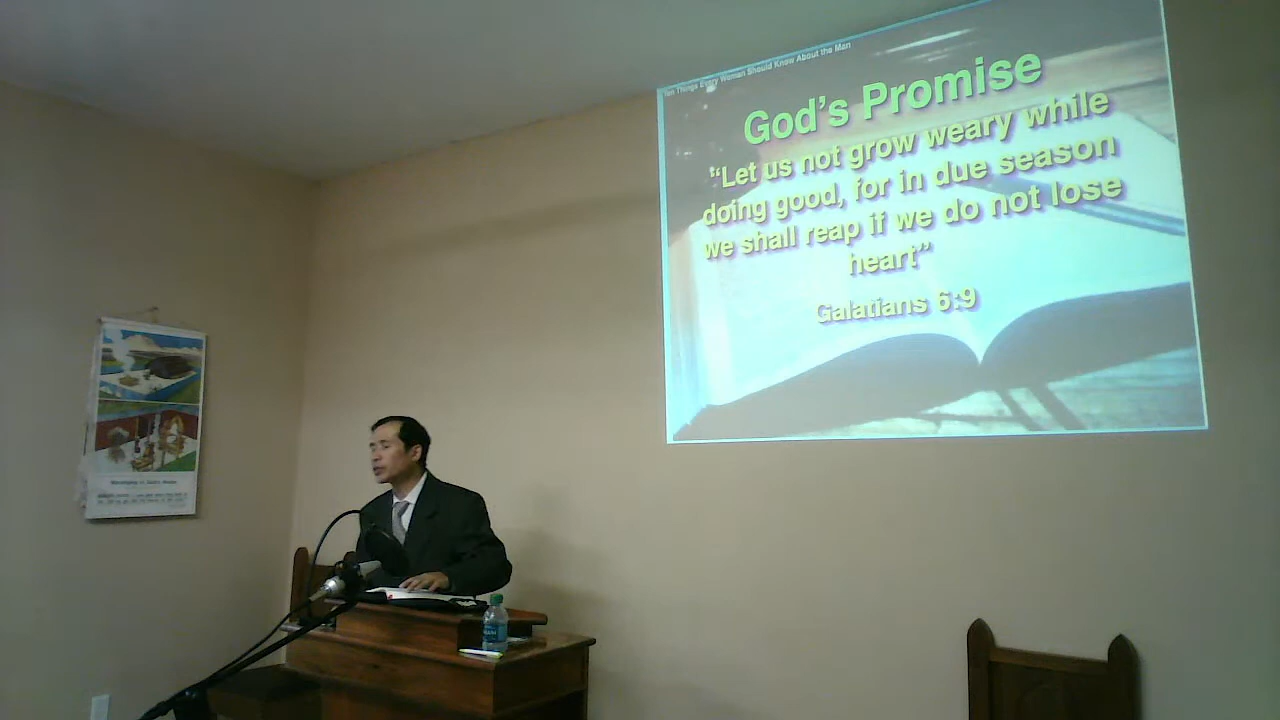 Ten Things Every Woman Should Know About the Man
God's Promise
"Let us not grow weary while
doing good, for in due season
we shall reap if we do not lose
heart"
Galatians 6:9